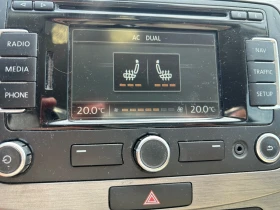 AC DUAL
RADIO
MEDIA
PHONE
NAV
TRAFFIC
SETUP
20.0°C
20.0°C